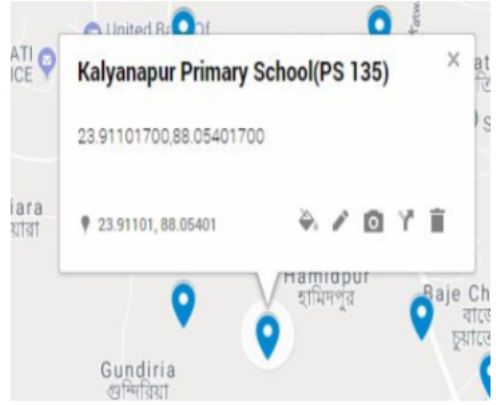 United B Of
ATI
ICE
Kalyanapur Primary School(PS 135)
23.91101700,88.05401700
iara
য়ারা
23.91101, 88.05401
Hamidpur
হামিদপুর
Baje Ch
বাজে
চুয়াতে
Gundiria
গুন্দিরিয়া